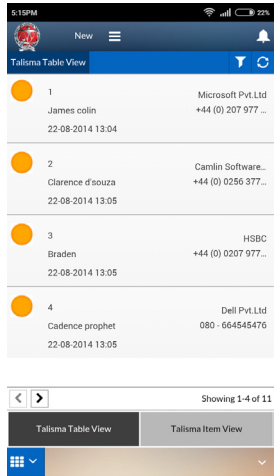 5:15PM 22%
New
Talisma Table View
1
Microsoft Pvt.Ltd
James colin
+44 (0) 207 977 ...
22-08-2014 13:04
2
Camlin Software...
Clarence d'souza
+44 (0) 0256 377...
22-08-2014 13:05
3
HSBC
Braden
+44 (0) 0207 977...
22-08-2014 13:05
4
Dell Pvt.Ltd
Cadence prophet
080 - 664545476
22-08-2014 13:05
Showing 1-4 of 11
Talisma Table View Talisma Item View